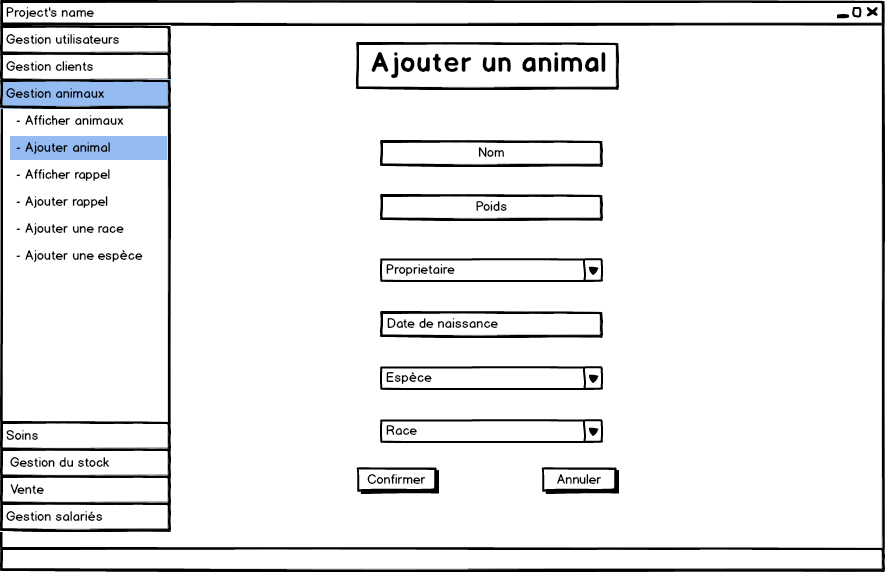 Project's name
Gestion utilisateurs
Gestion clients
Gestion animaux
- Afficher animaux
- Ajouter animal
- Afficher rappel
- Ajouter rappel
- Ajouter une race
- Ajouter une espèce
Soins
Gestion du stock
Vente
Gestion salariés
Ajouter un animal
Nom
Poids
Proprietaire
Date de naissance
Espèce
Race
Confirmer
Annuler